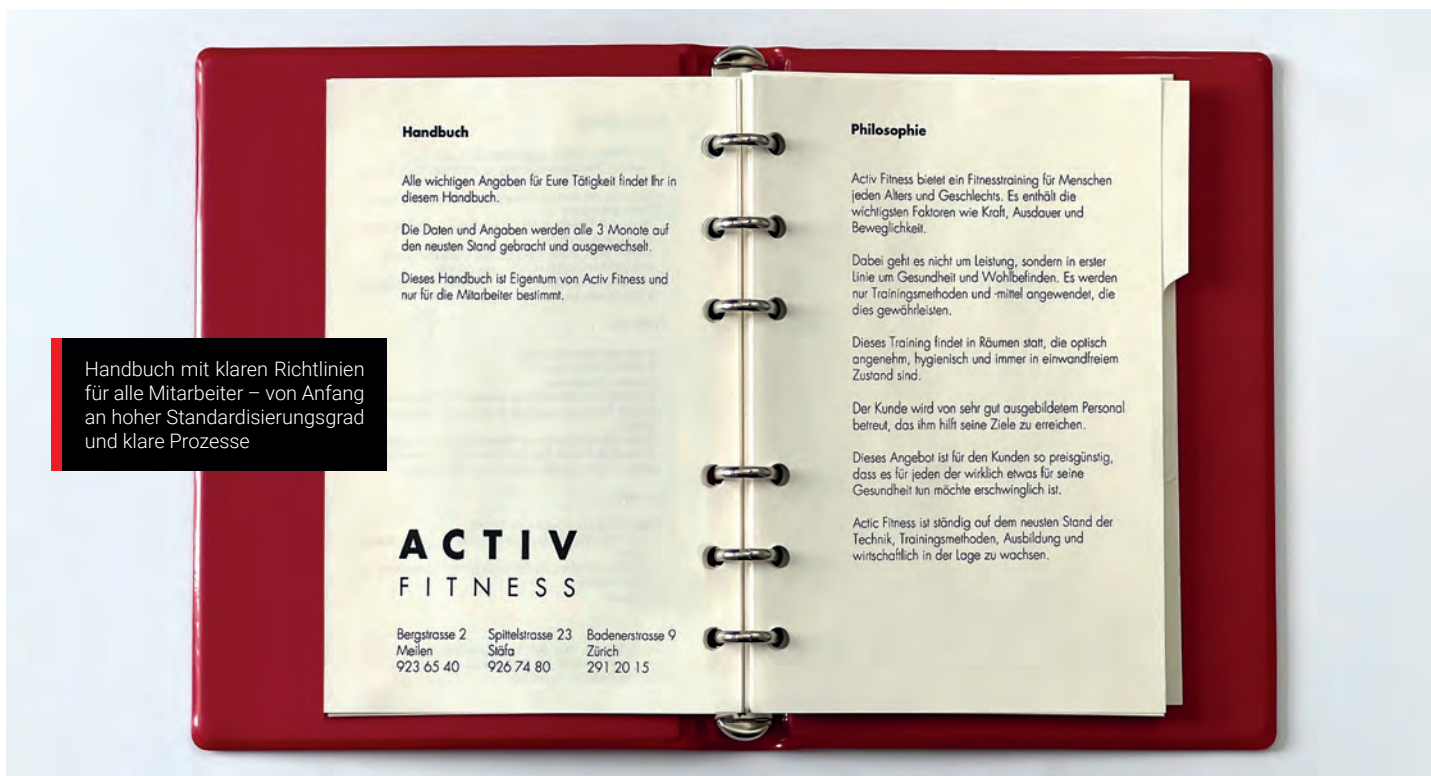 Handbuch
Alle wichtigen Angaben für Eure Tätigkeit findet Ihr in
diesem Handbuch.
Die Daten und Angaben werden alle 3 Monate auf
den neusten Stand gebracht und ausgewechselt.
Dieses Handbuch ist Eigentum von Activ Fitness und
nur für die Mitarbeiter bestimmt.
ACTIV
FITNESS
Bergstrasse 2 Spittelstrasse 23 Badenerstrasse 9
Meilen Stäfa Zürich
923 65 40 926 74 80 291 20 15
Philosophie
Activ Fitness bietet ein Fitnesstraining für Menschen
jeden Alters und Geschlechts. Es enthält die
wichtigsten Faktoren wie Kraft, Ausdauer und
Beweglichkeit.
Dabei geht es nicht um Leistung, sondern in erster
Linie um Gesundheit und Wohlbefinden. Es werden
nur Trainingsmethoden und -mittel angewendet, die
dies gewährleisten.
Dieses Training findet in Räumen statt, die optisch
angenehm, hygienisch und immer in einwandfreiem
Zustand sind.
Der Kunde wird von sehr gut ausgebildetem Personal
betreut, das ihm hilft seine Ziele zu erreichen.
Dieses Angebot ist für den Kunden so preisgünstig,
dass es für jeden der wirklich etwas für seine
Gesundheit tun möchte erschwinglich ist.
Actic Fitness ist ständig auf dem neusten Stand der
Technik, Trainingsmethoden, Ausbildung und
wirtschaftlich in der Lage zu wachsen.
Handbuch mit klaren Richtlinien
für alle Mitarbeiter – von Anfang
an hoher Standardisierungsgrad
und klare Prozesse